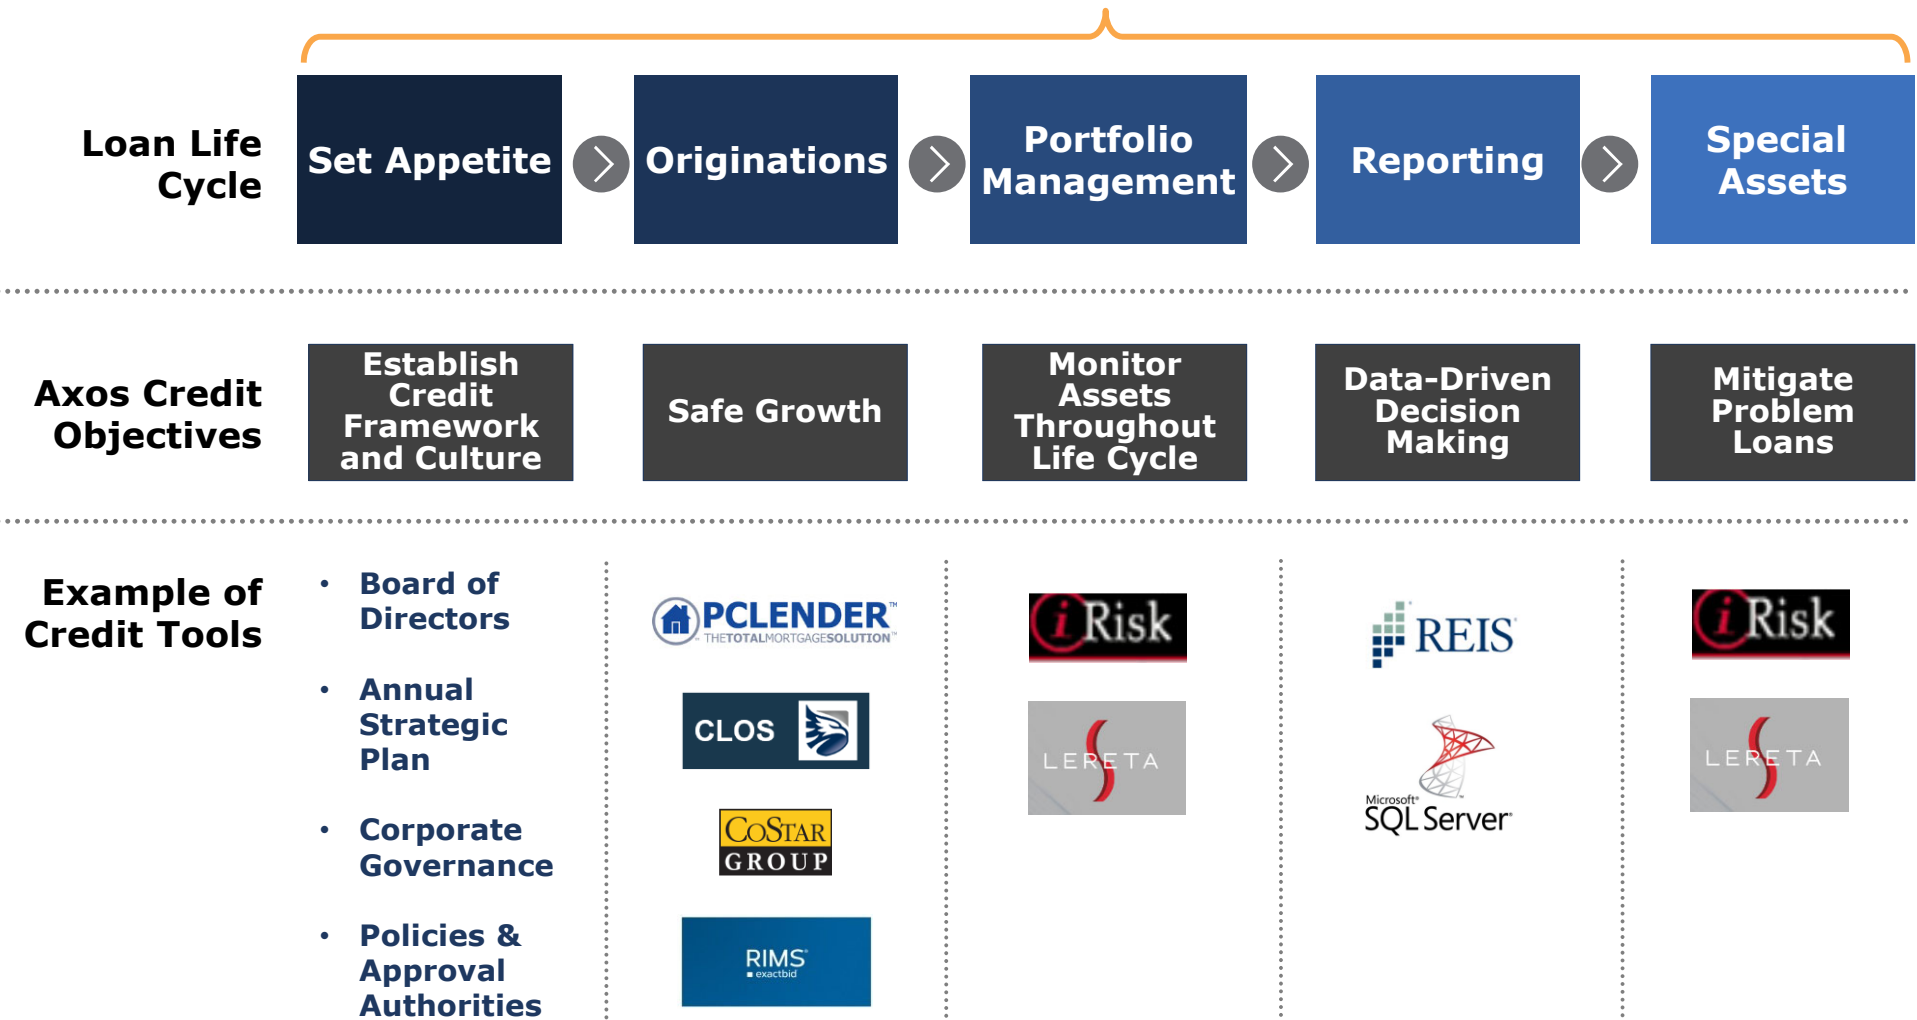 Loan Life
Cycle
Set Appetite
Originations
Portfolio
Management
Reporting
Special
Assets
Axos Credit
Objectives
Establish
Credit
Framework
and Culture
Safe Growth
Monitor
Assets
Throughout
Life Cycle
Data-Driven
Decision
Making
Mitigate
Problem
Loans
Example of
Credit Tools
• Board of
Directors
• Annual
Strategic
Plan
• Corporate
Governance
• Policies &
Approval
Authorities
PCLENDER™
THETOTALMORTGAGESOLUTION™
CLOS
COSTAR
GROUP
RIMS®
exactbid
iRisk
LERETA
REIS
Microsoft®
SQL Server®
iRisk
LERETA